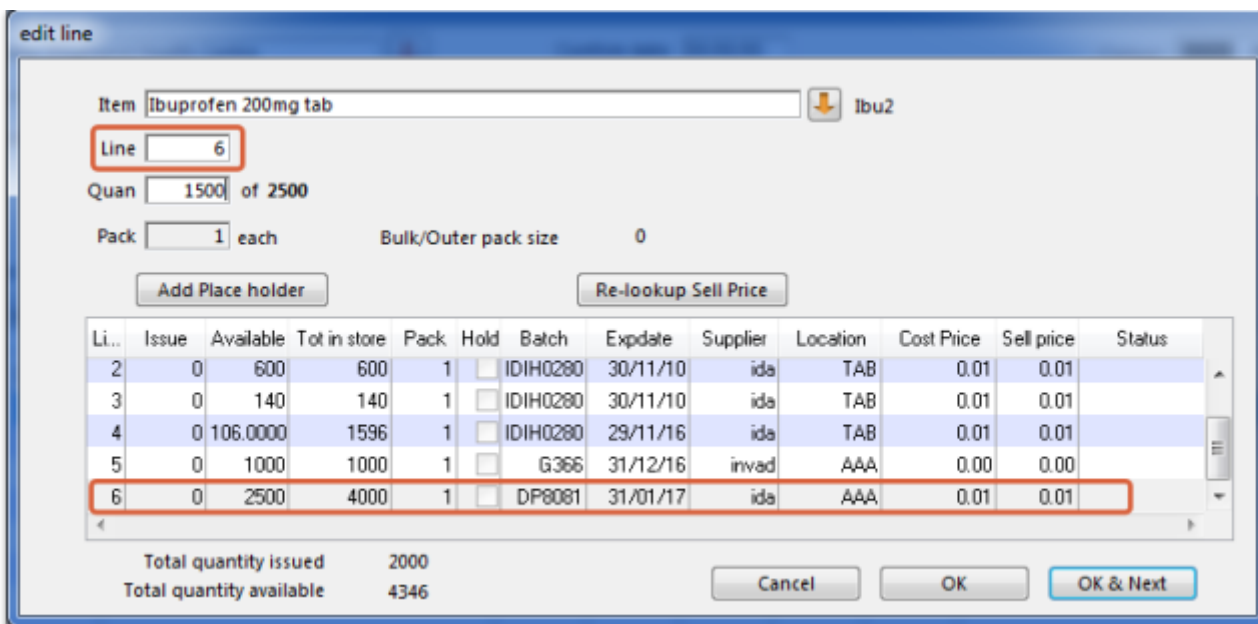 edit line
Item Ibuprofen 200mg tab Ibu2
Line 6
Quan 1500 of 2500
Pack 1 each Bulk/Outer pack size 0
Add Place holder Re-lookup Sell Price
Li... Issue Available Tot in store Pack Hold Batch Expdate Supplier Location Cost Price Sell price Status
2 0 600 600 1 IDIH0280 30/11/10 ida TAB 0.01 0.01
3 0 140 140 1 IDIH0280 30/11/10 ida TAB 0.01 0.01
4 0 106.0000 1596 1 IDIH0280 29/11/16 ida TAB 0.01 0.01
5 0 1000 1000 1 G366 31/12/16 invad AAA 0.00 0.00
6 0 2500 4000 1 DP8081 31/01/17 ida AAA 0.01 0.01
Total quantity issued 2000
Total quantity available 4346
Cancel OK OK & Next